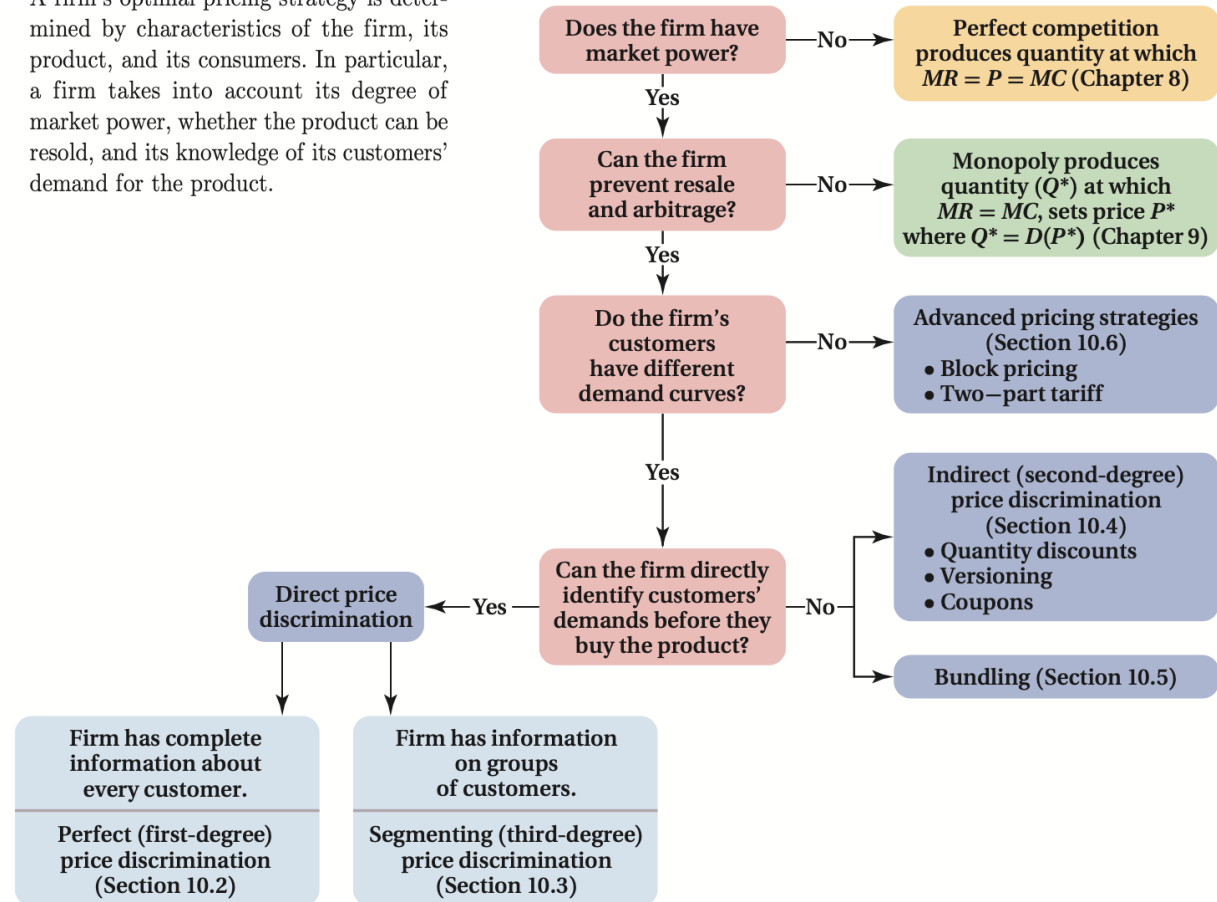 A firm's optimal pricing strategy is deter-
mined by characteristics of the firm, its
product, and its consumers. In particular,
a firm takes into account its degree of
market power, whether the product can be
resold, and its knowledge of its customers'
demand for the product.
Does the firm have
market power?
No
Perfect competition
produces quantity at which
MR = P = MC (Chapter 8)
Yes
Can the firm
prevent resale
and arbitrage?
No
Monopoly produces
quantity (Q*) at which
MR = MC, sets price P*
where Q* = D(P*) (Chapter 9)
Yes
Do the firm's
customers
have different
demand curves?
No
Advanced pricing strategies
(Section 10.6)
• Block pricing
• Two–part tariff
Yes
Can the firm directly
identify customers'
demands before they
buy the product?
No
Indirect (second-degree)
price discrimination
(Section 10.4)
• Quantity discounts
• Versioning
• Coupons
Bundling (Section 10.5)
Yes
Direct price
discrimination
Firm has complete
information about
every customer.
Perfect (first-degree)
price discrimination
(Section 10.2)
Firm has information
on groups
of customers.
Segmenting (third-degree)
price discrimination
(Section 10.3)